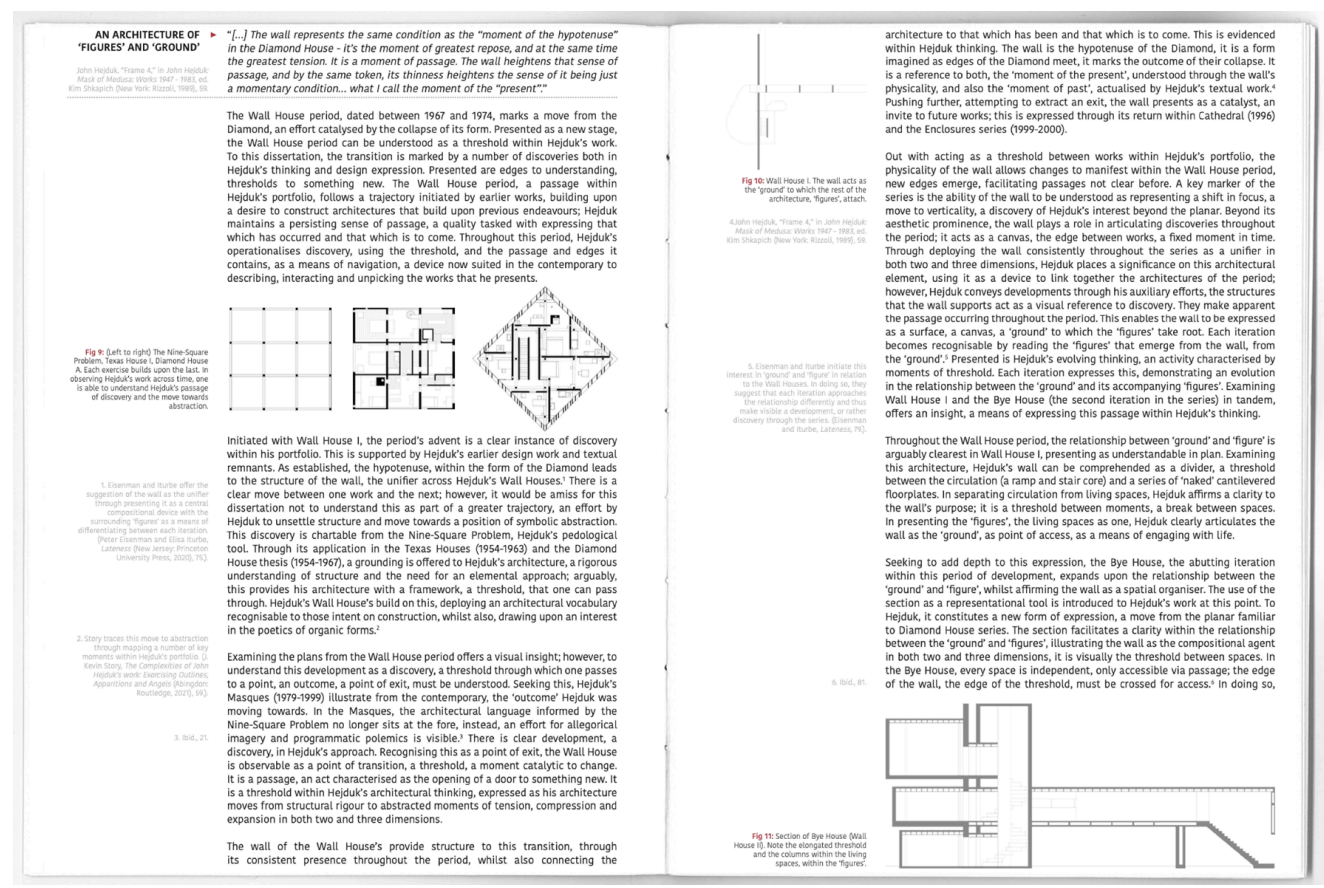 AN ARCHITECTURE OF
‘FIGURES’ AND ‘GROUND’
John Hejduk, "Frame 4," in John Hejduk:
Mask of Medusa: Works 1947 - 1983, ed.
Kim Shkapich (New York: Rizzoli, 1989), 59.
“[...] The wall represents the same condition as the “moment of the hypotenuse”
in the Diamond House - it’s the moment of greatest repose, and at the same time
the greatest tension. It is a moment of passage. The wall heightens that sense of
passage, and by the same token, its thinness heightens the sense of it being just
a momentary condition... what I call the moment of the “present”.”
The Wall House period, dated between 1967 and 1974, marks a move from the
Diamond, an effort catalysed by the collapse of its form. Presented as a new stage,
the Wall House period can be understood as a threshold within Hejduk’s work.
To this dissertation, the transition is marked by a number of discoveries both in
Hejduk’s thinking and design expression. Presented are edges to understanding,
thresholds to something new. The Wall House period, a passage within
Hejduk’s portfolio, follows a trajectory initiated by earlier works, building upon
a desire to construct architectures that build upon previous endeavours; Hejduk
maintains a persisting sense of passage, a quality tasked with expressing that
which has occurred and that which is to come. Throughout this period, Hejduk’s
operationalises discovery, using the threshold, and the passage and edges it
contains, as a means of navigation, a device now suited in the contemporary to
describing, interacting and unpicking the works that he presents.
Fig 9: (Left to right) The Nine-Square
Problem, Texas House I, Diamond House
A. Each exercise builds upon the last. In
observing Hejduk’s work across time, one
is able to understand Hejduk’s passage
of discovery and the move towards
abstraction.
Initiated with Wall House I, the period’s advent is a clear instance of discovery
within his portfolio. This is supported by Hejduk’s earlier design work and textual
remnants. As established, the hypotenuse, within the form of the Diamond leads
to the structure of the wall, the unifier across Hejduk’s Wall Houses.¹ There is a
clear move between one work and the next; however, it would be amiss for this
dissertation not to understand this as part of a greater trajectory, an effort by
Hejduk to unsettle structure and move towards a position of symbolic abstraction.
This discovery is chartable from the Nine-Square Problem, Hejduk’s pedological
tool. Through its application in the Texas Houses (1954-1963) and the Diamond
House thesis (1954-1967), a grounding is offered to Hejduk’s architecture, a rigorous
understanding of structure and the need for an elemental approach; arguably,
this provides his architecture with a framework, a threshold, that one can pass
through. Hejduk’s Wall House’s build on this, deploying an architectural vocabulary
recognisable to those intent on construction, whilst also, drawing upon an interest
in the poetics of organic forms.²
1. Eisenman and Iturbe offer the
suggestion of the wall as the unifier
through presenting it as a central
compositional device with the
surrounding ‘figures’ as a means of
differentiating between each iteration.
(Peter Eisenman and Elisa Iturbe,
Lateness (New Jersey: Princeton
University Press, 2020), 75.).
2. Story traces this move to abstraction
through mapping a number of key
moments within Hejduk’s portfolio. (J.
Kevin Story, The Complexities of John
Hejduk’s work: Exorcising Outlines,
Apparitions and Angels (Abingdon:
Routledge, 2021), 59.).
Examining the plans from the Wall House period offers a visual insight; however, to
understand this development as a discovery, a threshold through which one passes
to a point, an outcome, a point of exit, must be understood. Seeking this, Hejduk’s
Masques (1979-1999) illustrate from the contemporary, the ‘outcome’ Hejduk was
moving towards. In the Masques, the architectural language informed by the
Nine-Square Problem no longer sits at the fore, instead, an effort for allegorical
imagery and programmatic polemics is visible.³ There is clear development, a
discovery, in Hejduk’s approach. Recognising this as a point of exit, the Wall House
is observable as a point of transition, a threshold, a moment catalytic to change.
It is a passage, an act characterised as the opening of a door to something new. It
is a threshold within Hejduk’s architectural thinking, expressed as his architecture
moves from structural rigour to abstracted moments of tension, compression and
expansion in both two and three dimensions.
3. Ibid., 21.
The wall of the Wall House’s provide structure to this transition, through
its consistent presence throughout the period, whilst also connecting the
architecture to that which has been and that which is to come. This is evidenced
within Hejduk thinking. The wall is the hypotenuse of the Diamond, it is a form
imagined as edges of the Diamond meet, it marks the outcome of their collapse. It
is a reference to both, the ‘moment of the present’, understood through the wall’s
physicality, and also the ‘moment of past’, actualised by Hejduk’s textual work.⁴
Pushing further, attempting to extract an exit, the wall presents as a catalyst, an
invite to future works; this is expressed through its return within Cathedral (1996)
and the Enclosures series (1999-2000).
Fig 10: Wall House I. The wall acts as
the ‘ground’ to which the rest of the
architecture, ‘figures’, attach.
4.John Hejduk, "Frame 4," in John Hejduk:
Mask of Medusa: Works 1947 - 1983, ed.
Kim Shkapich (New York: Rizzoli, 1989), 59.
Out with acting as a threshold between works within Hejduk’s portfolio, the
physicality of the wall allows changes to manifest within the Wall House period,
new edges emerge, facilitating passages not clear before. A key marker of the
series is the ability of the wall to be understood as representing a shift in focus, a
move to verticality, a discovery of Hejduk’s interest beyond the planar. Beyond its
aesthetic prominence, the wall plays a role in articulating discoveries throughout
the period; it acts as a canvas, the edge between works, a fixed moment in time.
Through deploying the wall consistently throughout the series as a unifier in
both two and three dimensions, Hejduk places a significance on this architectural
element, using it as a device to link together the architectures of the period;
however, Hejduk conveys developments through his auxiliary efforts, the structures
that the wall supports act as a visual reference to discovery. They make apparent
the passage occurring throughout the period. This enables the wall to be expressed
as a surface, a canvas, a ‘ground’ to which the ‘figures’ take root. Each iteration
becomes recognisable by reading the ‘figures’ that emerge from the wall, from
the ‘ground’.⁵ Presented is Hejduk’s evolving thinking, an activity characterised by
moments of threshold. Each iteration expresses this, demonstrating an evolution
in the relationship between the ‘ground’ and its accompanying ‘figures’. Examining
Wall House I and the Bye House (the second iteration in the series) in tandem,
offers an insight, a means of expressing this passage within Hejduk’s thinking.
5. Eisenman and Iturbe initiate this
interest in ‘ground’ and ‘figure’ in relation
to the Wall Houses. In doing so, they
suggest that each iteration approaches
the relationship differently and thus
make visible a development, or rather
discovery through the series. (Eisenman
and Iturbe, Lateness, 79.).
Throughout the Wall House period, the relationship between ‘ground’ and ‘figure’ is
arguably clearest in Wall House I, presenting as understandable in plan. Examining
this architecture, Hejduk’s wall can be comprehended as a divider, a threshold
between the circulation (a ramp and stair core) and a series of ‘naked’ cantilevered
floorplates. In separating circulation from living spaces, Hejduk affirms a clarity to
the wall’s purpose; it is a threshold between moments, a break between spaces.
In presenting the ‘figures’, the living spaces as one, Hejduk clearly articulates the
wall as the ‘ground’, as point of access, as a means of engaging with life.
Seeking to add depth to this expression, the Bye House, the abutting iteration
within this period of development, expands upon the relationship between the
‘ground’ and ‘figure’, whilst affirming the wall as a spatial organiser. The use of the
section as a representational tool is introduced to Hejduk’s work at this point. To
Hejduk, it constitutes a new form of expression, a move from the planar familiar
to Diamond House series. The section facilitates a clarity within the relationship
between the ‘ground’ and ‘figures’, illustrating the wall as the compositional agent
in both two and three dimensions, it is visually the threshold between spaces. In
the Bye House, every space is independent, only accessible via passage; the edge
of the wall, the edge of the threshold, must be crossed for access.⁶ In doing so,
6. Ibid., 81.
Fig 11: Section of Bye House (Wall
House II). Note the elongated threshold
and the columns within the living
spaces, within the ‘figures’.